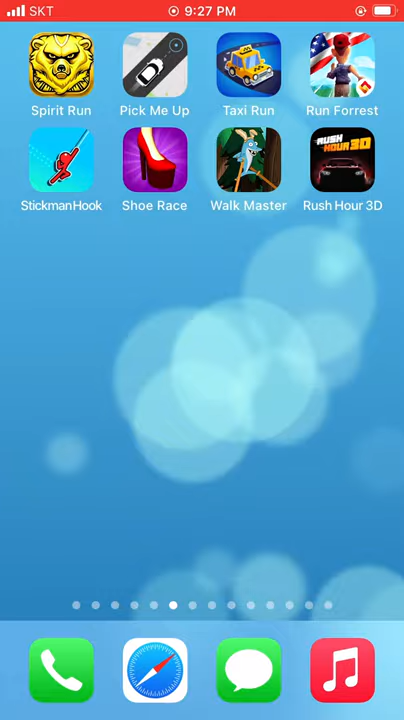 SKT 9:27 PM
Spirit Run Pick Me Up Taxi Run Run Forrest
RUSH HOUR 3D
StickmanHook Shoe Race Walk Master Rush Hour 3D